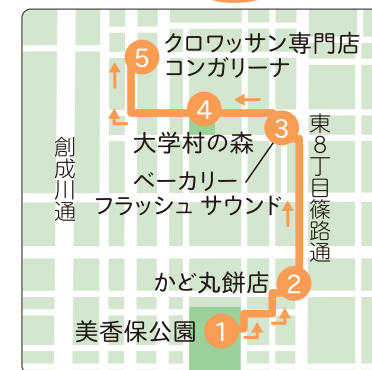 5
クロワッサン専門店
コンガリーナ
4
大学村の森
3
ベーカリー
フラッシュ サウンド
東8丁目篠路通
創成川通
かど丸餅店
2
美香保公園
1